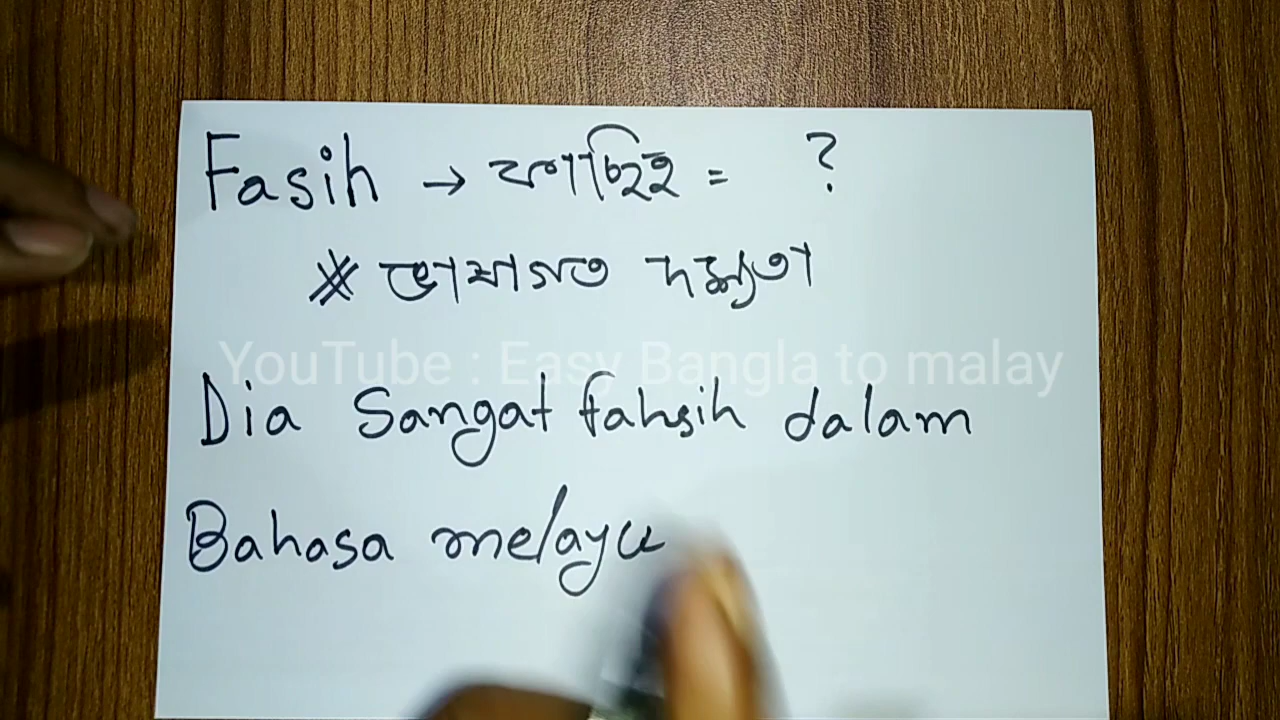 Fasih → ফাছিহ = ?
* ভাষাগত দক্ষতা
YouTube : Easy Bangla to malay
Dia Sangat fahsih dalam
Bahasa melayu